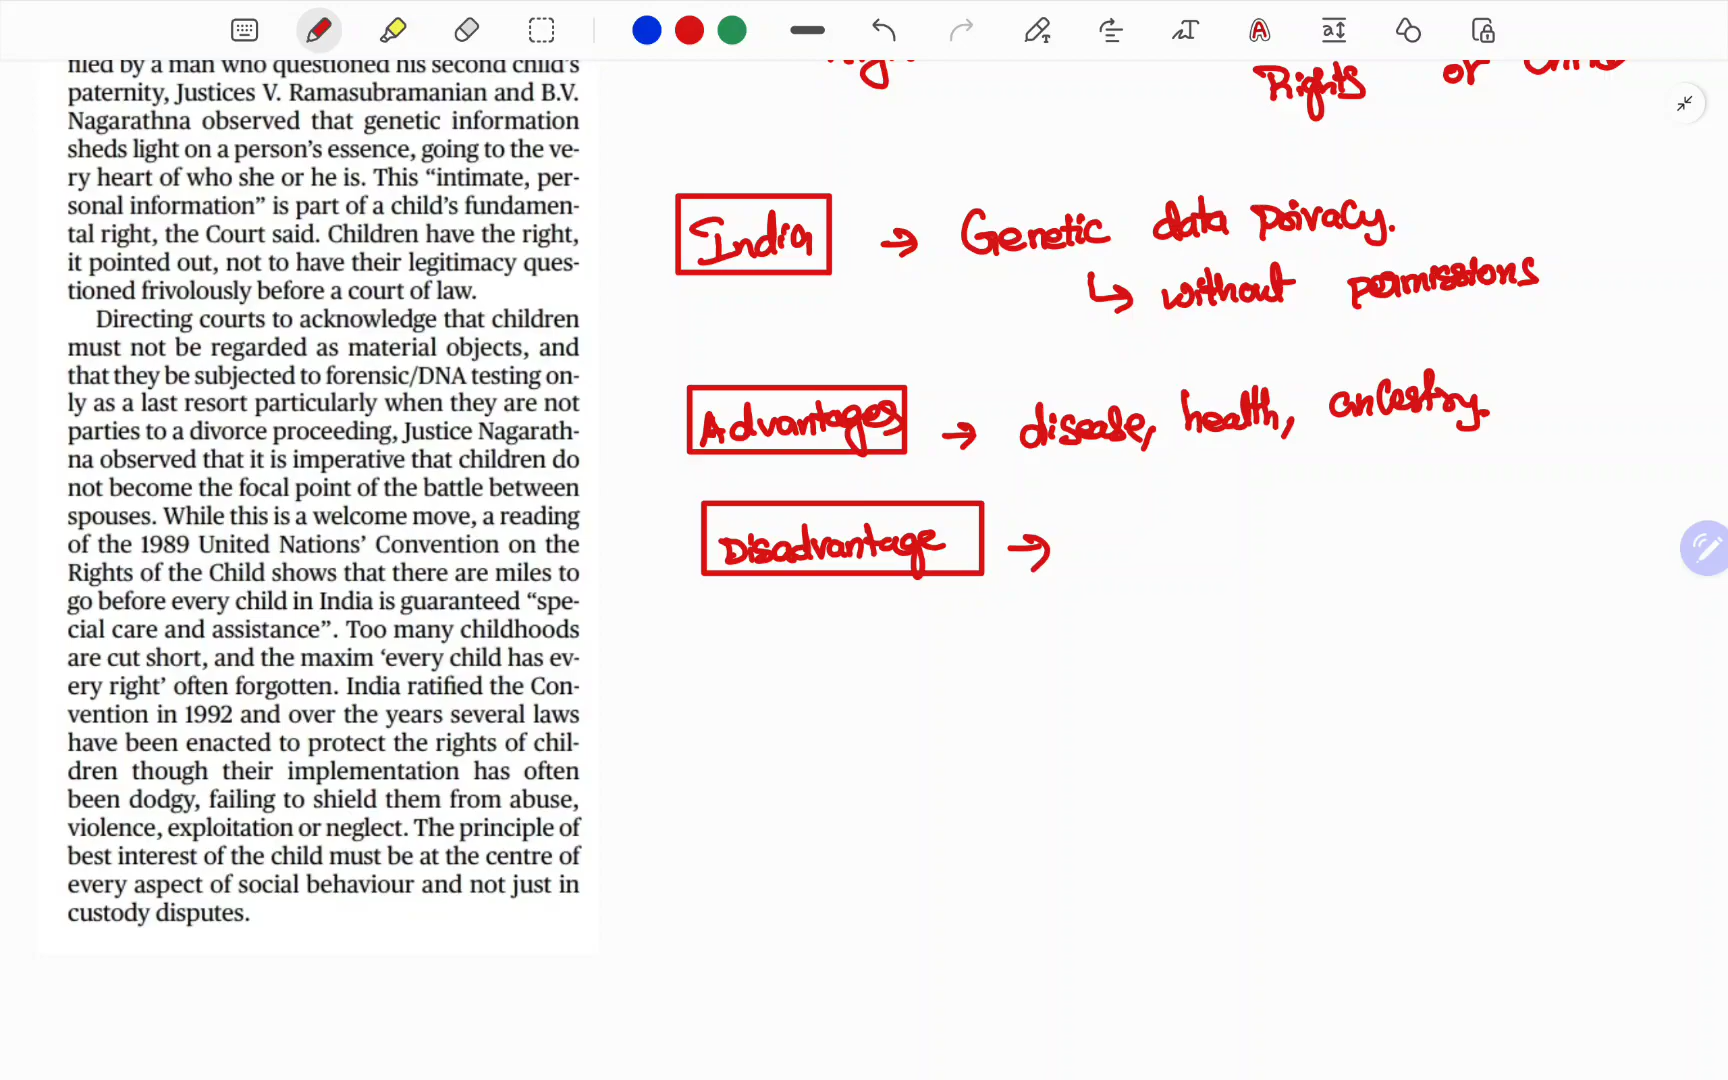 filed by a man who questioned his second child's
paternity, Justices V. Ramasubramanian and B.V.
Nagarathna observed that genetic information
sheds light on a person's essence, going to the ve-
ry heart of who she or he is. This “intimate, per-
sonal information” is part of a child's fundamen-
tal right, the Court said. Children have the right,
it pointed out, not to have their legitimacy ques-
tioned frivolously before a court of law.
Directing courts to acknowledge that children
must not be regarded as material objects, and
that they be subjected to forensic/DNA testing on-
ly as a last resort particularly when they are not
parties to a divorce proceeding, Justice Nagarath-
na observed that it is imperative that children do
not become the focal point of the battle between
spouses. While this is a welcome move, a reading
of the 1989 United Nations' Convention on the
Rights of the Child shows that there are miles to
go before every child in India is guaranteed “spe-
cial care and assistance”. Too many childhoods
are cut short, and the maxim ‘every child has ev-
ery right’ often forgotten. India ratified the Con-
vention in 1992 and over the years several laws
have been enacted to protect the rights of chil-
dren though their implementation has often
been dodgy, failing to shield them from abuse,
violence, exploitation or neglect. The principle of
best interest of the child must be at the centre of
every aspect of social behaviour and not just in
custody disputes.
Rights of
India → Genetic data privacy.
↳ without permissions
Advantages → disease, health, ancestry.
Disadvantage →